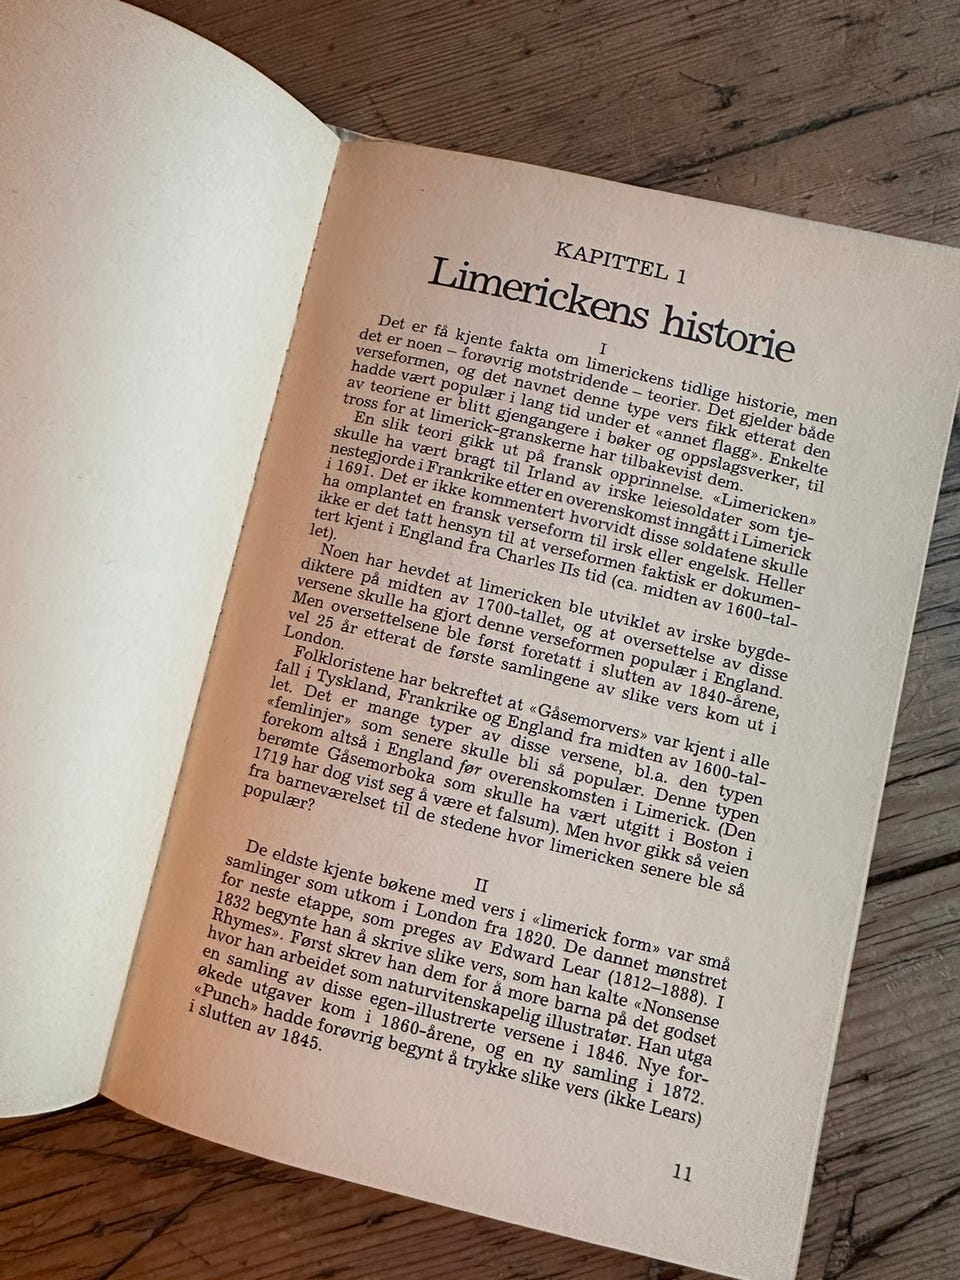 KAPITTEL 1
Limerickens historie
I
Det er få kjente fakta om limerickens tidlige historie, men
det er noen – forøvrig motstridende – teorier. Det gjelder både
verseformen, og det navnet denne type vers fikk etterat den
hadde vært populær i lang tid under et «annet flagg». Enkelte
av teoriene er blitt gjengangere i bøker og oppslagsverker, til
tross for at limerick-granskerne har tilbakevist dem.
En slik teori gikk ut på fransk opprinnelse. «Limericken»
skulle ha vært bragt til Irland av irske leiesoldater som tje-
nestegjorde i Frankrike etter en overenskomst inngått i Limerick
i 1691. Det er ikke kommentert hvorvidt disse soldatene skulle
ha omplantet en fransk verseform til irsk eller engelsk. Heller
ikke er det tatt hensyn til at verseformen faktisk er dokumen-
tert kjent i England fra Charles IIs tid (ca. midten av 1600-tal-
let).
Noen har hevdet at limericken ble utviklet av irske bygde-
diktere på midten av 1700-tallet, og at oversettelse av disse
versene skulle ha gjort denne verseformen populær i England.
Men oversettelsene ble først foretatt i slutten av 1840-årene,
vel 25 år etterat de første samlingene av slike vers kom ut i
London.
Folkloristene har bekreftet at «Gåsemorvers» var kjent i alle
fall i Tyskland, Frankrike og England fra midten av 1600-tal-
let. Det er mange typer av disse versene, bl.a. den typen
«femlinjer» som senere skulle bli så populær. Denne typen
forekom altså i England før overenskomsten i Limerick. (Den
berømte Gåsemorboka som skulle ha vært utgitt i Boston i
1719 har dog vist seg å være et falsum). Men hvor gikk så veien
fra barneværelset til de stedene hvor limericken senere ble så
populær?
II
De eldste kjente bøkene med vers i «limerick form» var små
samlinger som utkom i London fra 1820. De dannet mønstret
for neste etappe, som preges av Edward Lear (1812–1888). I
1832 begynte han å skrive slike vers, som han kalte «Nonsense
Rhymes». Først skrev han dem for å more barna på det godset
hvor han arbeidet som naturvitenskapelig illustratør. Han utga
en samling av disse egen-illustrerte versene i 1846. Nye for-
økede utgaver kom i 1860-årene, og en ny samling i 1872.
«Punch» hadde forøvrig begynt å trykke slike vers (ikke Lears)
i slutten av 1845.
11